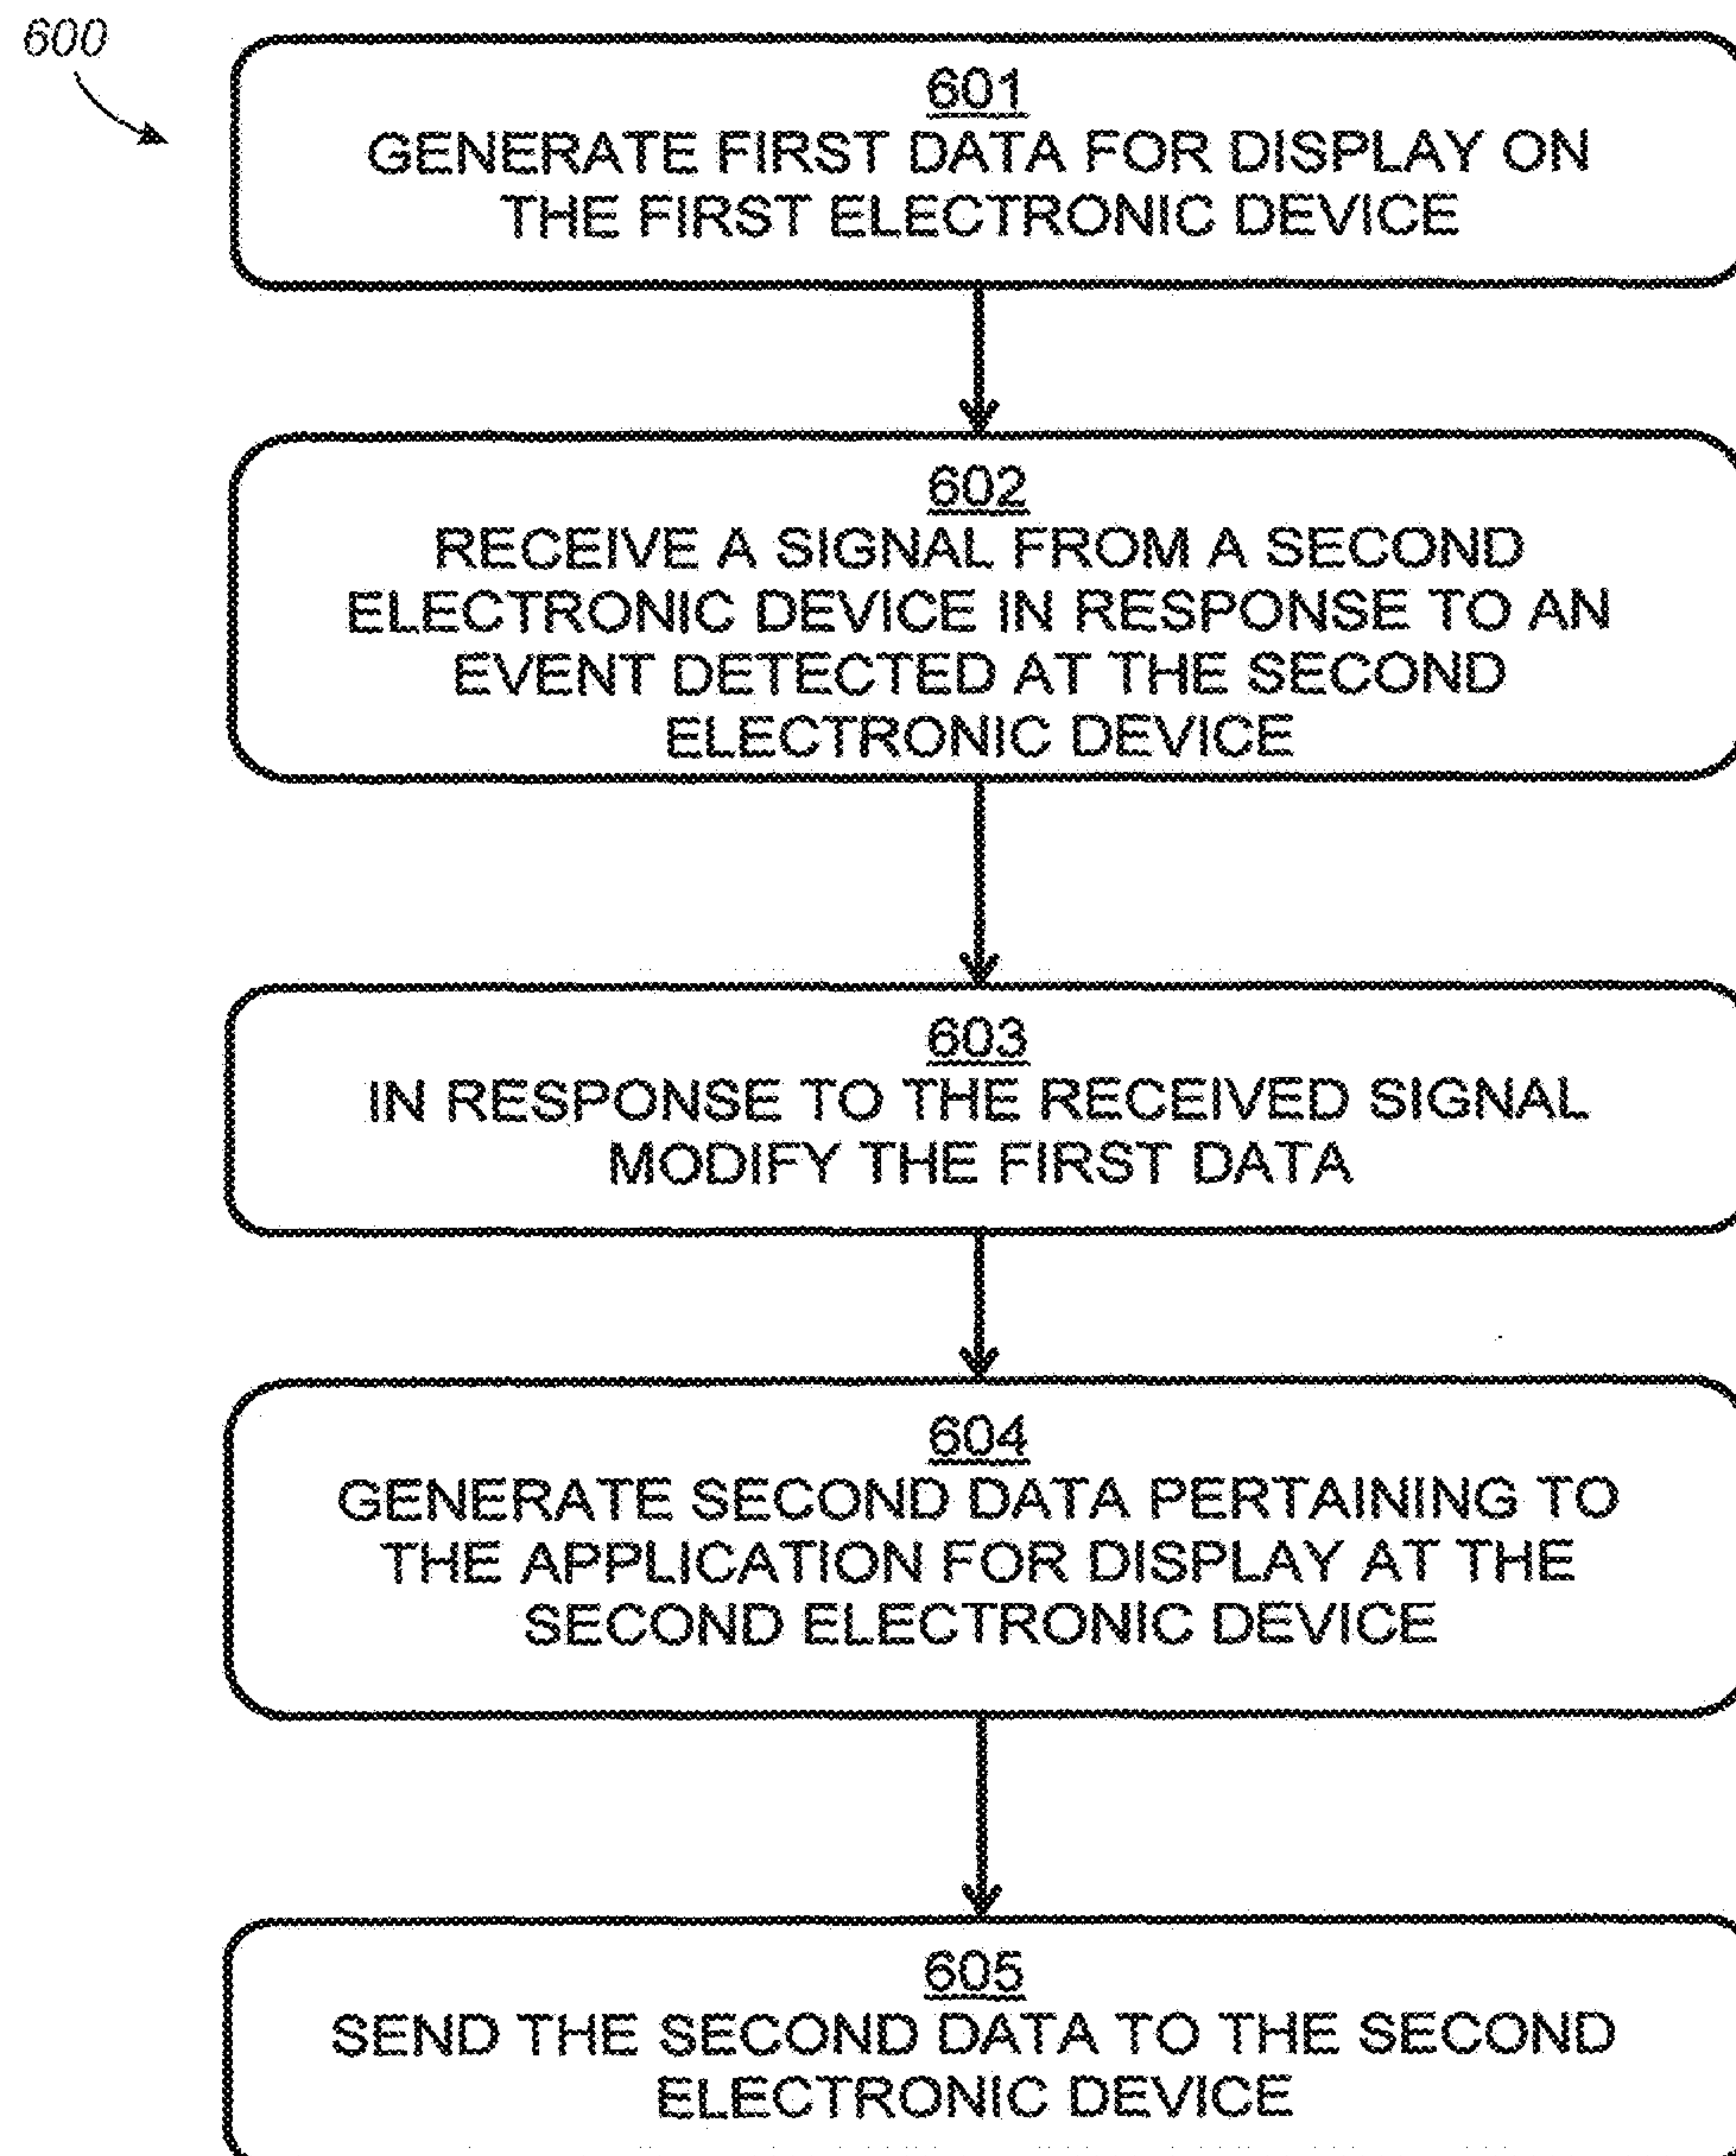 600
601
GENERATE FIRST DATA FOR DISPLAY ON
THE FIRST ELECTRONIC DEVICE
602
RECEIVE A SIGNAL FROM A SECOND
ELECTRONIC DEVICE IN RESPONSE TO AN
EVENT DETECTED AT THE SECOND
ELECTRONIC DEVICE
603
IN RESPONSE TO THE RECEIVED SIGNAL
MODIFY THE FIRST DATA
604
GENERATE SECOND DATA PERTAINING TO
THE APPLICATION FOR DISPLAY AT THE
SECOND ELECTRONIC DEVICE
605
SEND THE SECOND DATA TO THE SECOND
ELECTRONIC DEVICE